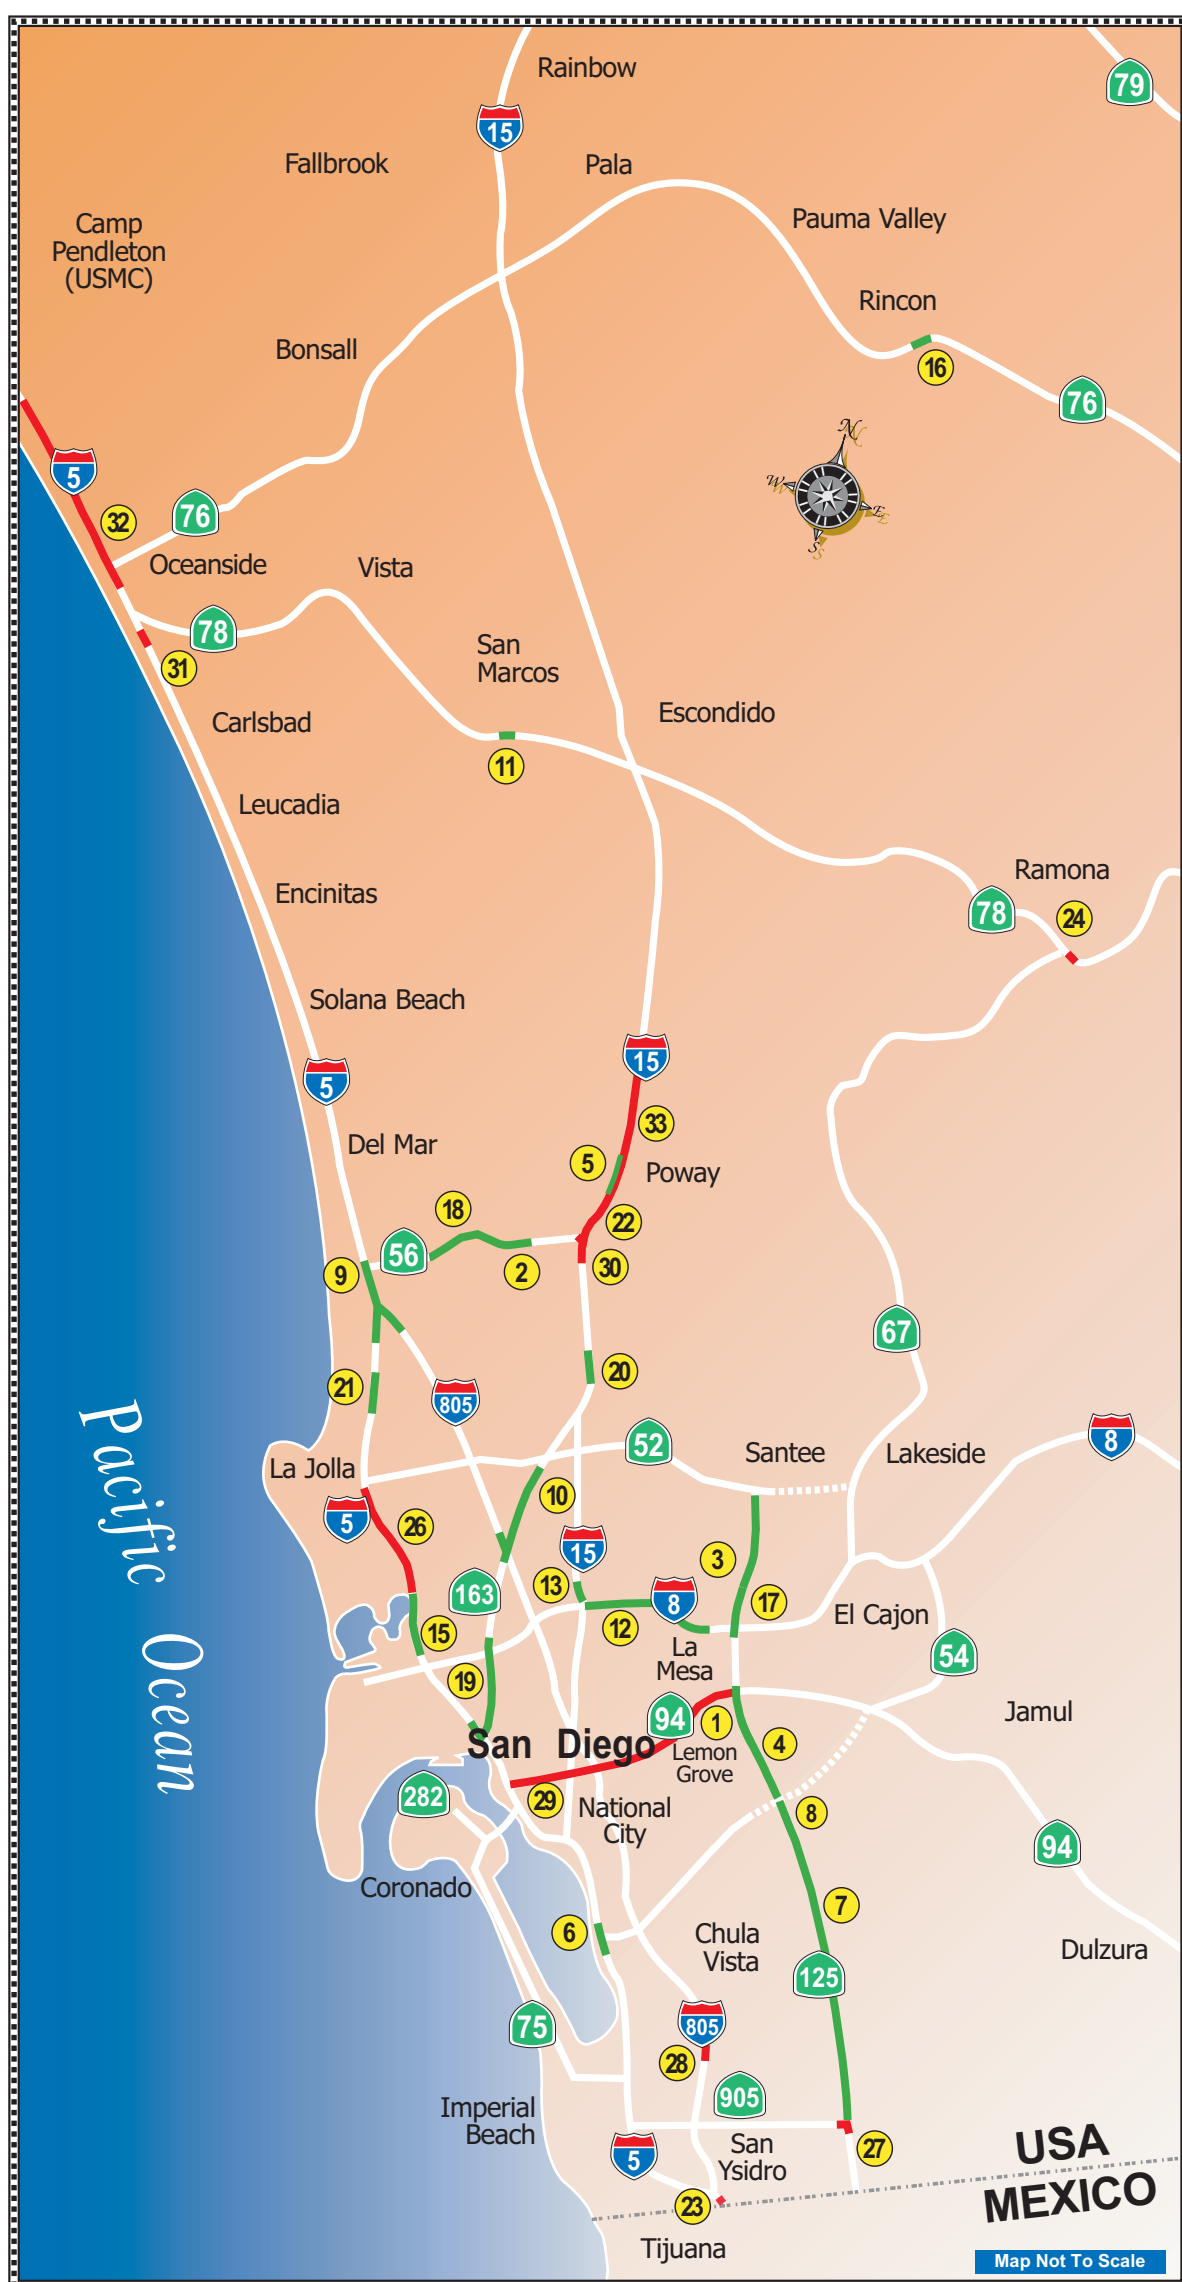 Rainbow
79
15
Fallbrook
Pala
Camp
Pendleton
(USMC)
Pauma Valley
Rincon
Bonsall
16
76
N
W
E
S
5
32
76
Oceanside
Vista
78
San
Marcos
31
Carlsbad
Escondido
11
Leucadia
Ramona
Encinitas
78
24
Solana Beach
15
5
33
Del Mar
5
Poway
18
22
56
9
2
30
67
20
21
805
52
Santee
Lakeside
8
La Jolla
10
5
26
15
3
13
163
8
17
El Cajon
15
12
La
Mesa
54
19
94
1
Jamul
San Diego
Lemon
Grove
4
282
29
National
City
8
94
Coronado
7
6
Chula
Vista
Dulzura
125
75
805
28
905
Imperial
Beach
San
Ysidro
27
5
23
USA
MEXICO
Tijuana
Pacific Ocean
Map Not To Scale